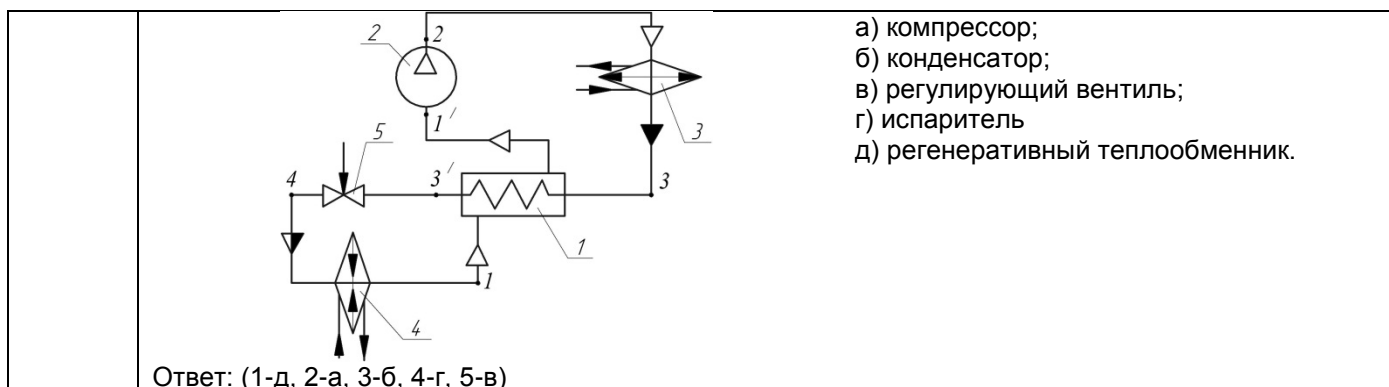 а) компрессор;
б) конденсатор;
в) регулирующий вентиль;
г) испаритель
д) регенеративный теплообменник.
2
2
1′
5
3
4
3′
3
1
1
4
Ответ: (1-д, 2-а, 3-б, 4-г, 5-в)